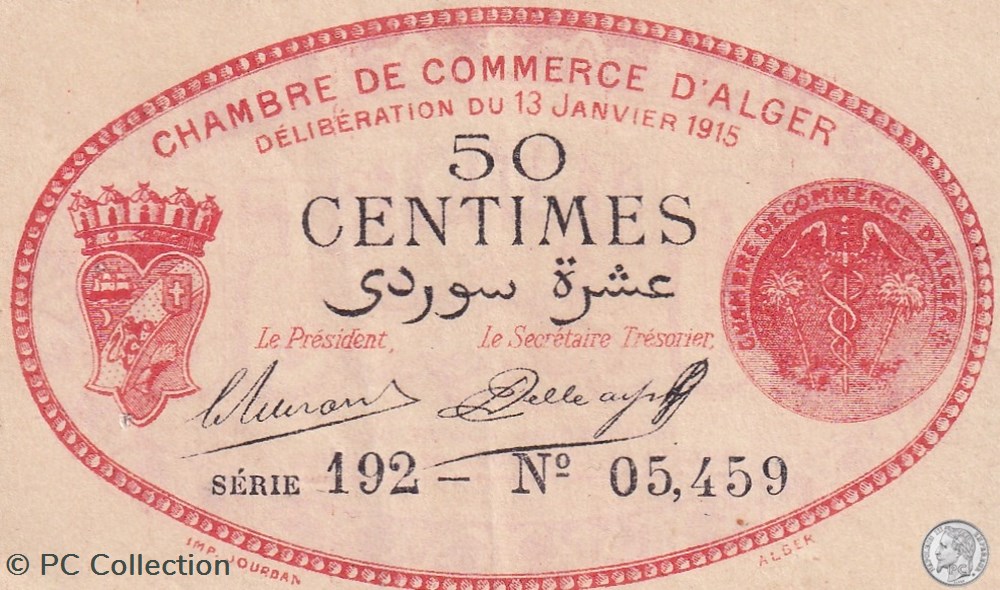 CHAMBRE DE COMMERCE D'ALGER
DÉLIBÉRATION DU 13 JANVIER 1915
50
CENTIMES
عشرة سوردى
CHAMBRE DE COMMERCE D'ALGER
Le Président,
Le Secrétaire Trésorier,
SÉRIE 192 – Nº 05,459
IMP. JOURDAN
ALGER
© PC Collection